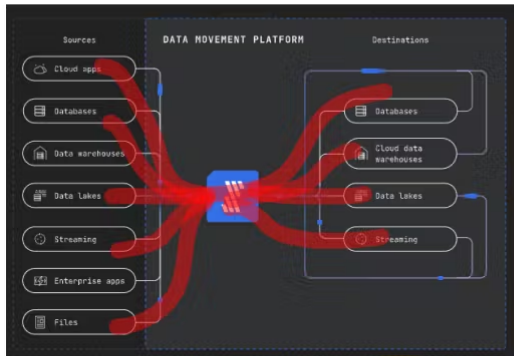 Sources
DATA MOVEMENT PLATFORM
Destinations
Cloud apps
Databases
Data warehouses
Data lakes
Streaming
Enterprise apps
Files
Databases
Cloud data
warehouses
Data lakes
Streaming